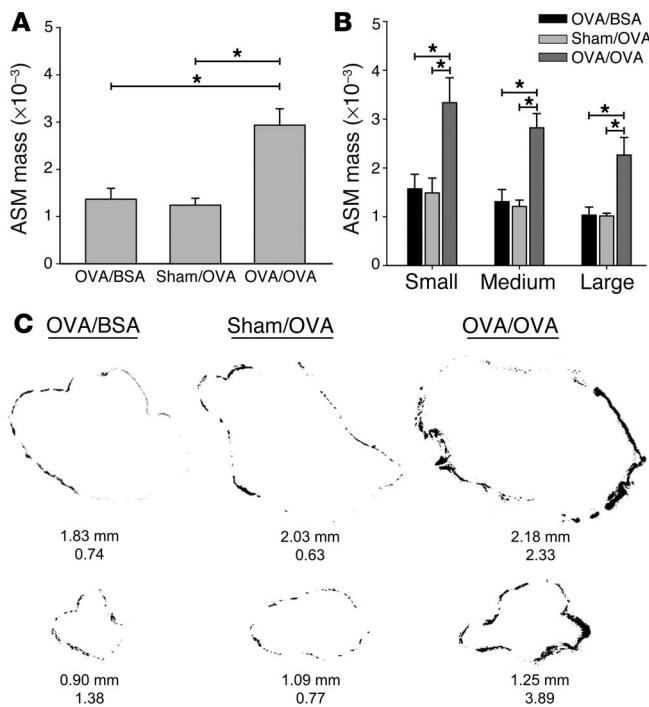 A
ASM mass (×10⁻³)
5
4
3
2
1
0
*
*
OVA/BSA Sham/OVA OVA/OVA
B
OVA/BSA
Sham/OVA
OVA/OVA
ASM mass (×10⁻³)
5
4
3
2
1
0
*
*
*
*
*
*
Small Medium Large
C
OVA/BSA Sham/OVA OVA/OVA
1.83 mm 2.03 mm 2.18 mm
0.74 0.63 2.33
0.90 mm 1.09 mm 1.25 mm
1.38 0.77 3.89